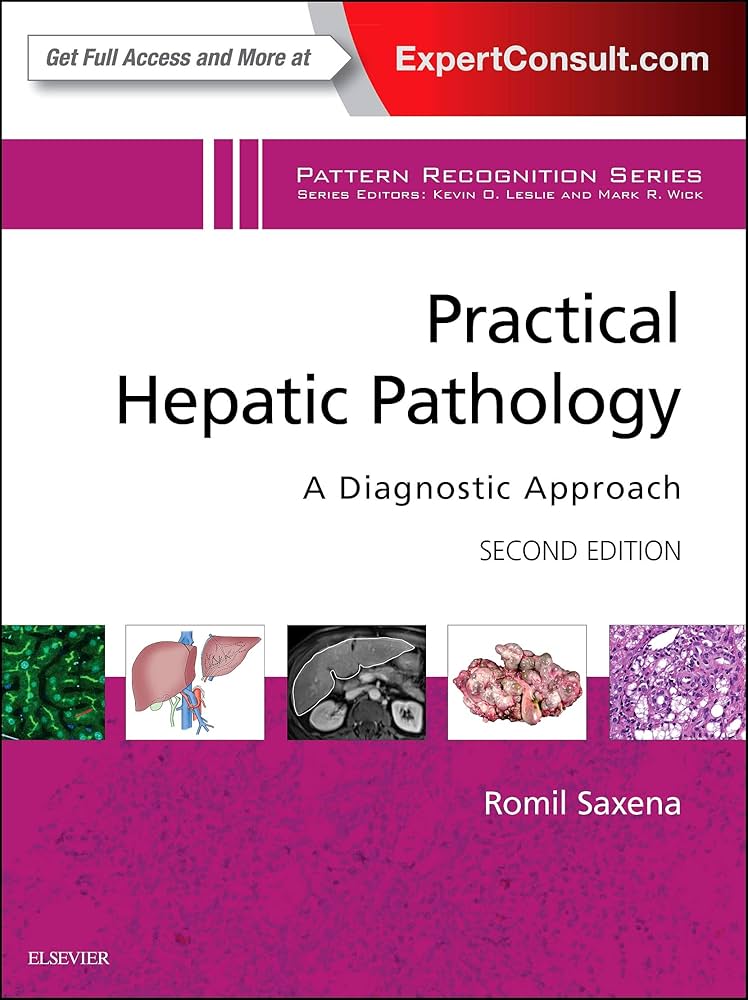 Get Full Access and More at
ExpertConsult.com
PATTERN RECOGNITION SERIES
SERIES EDITORS: KEVIN O. LESLIE AND MARK R. WICK
Practical
Hepatic Pathology
A Diagnostic Approach
SECOND EDITION
Romil Saxena
ELSEVIER